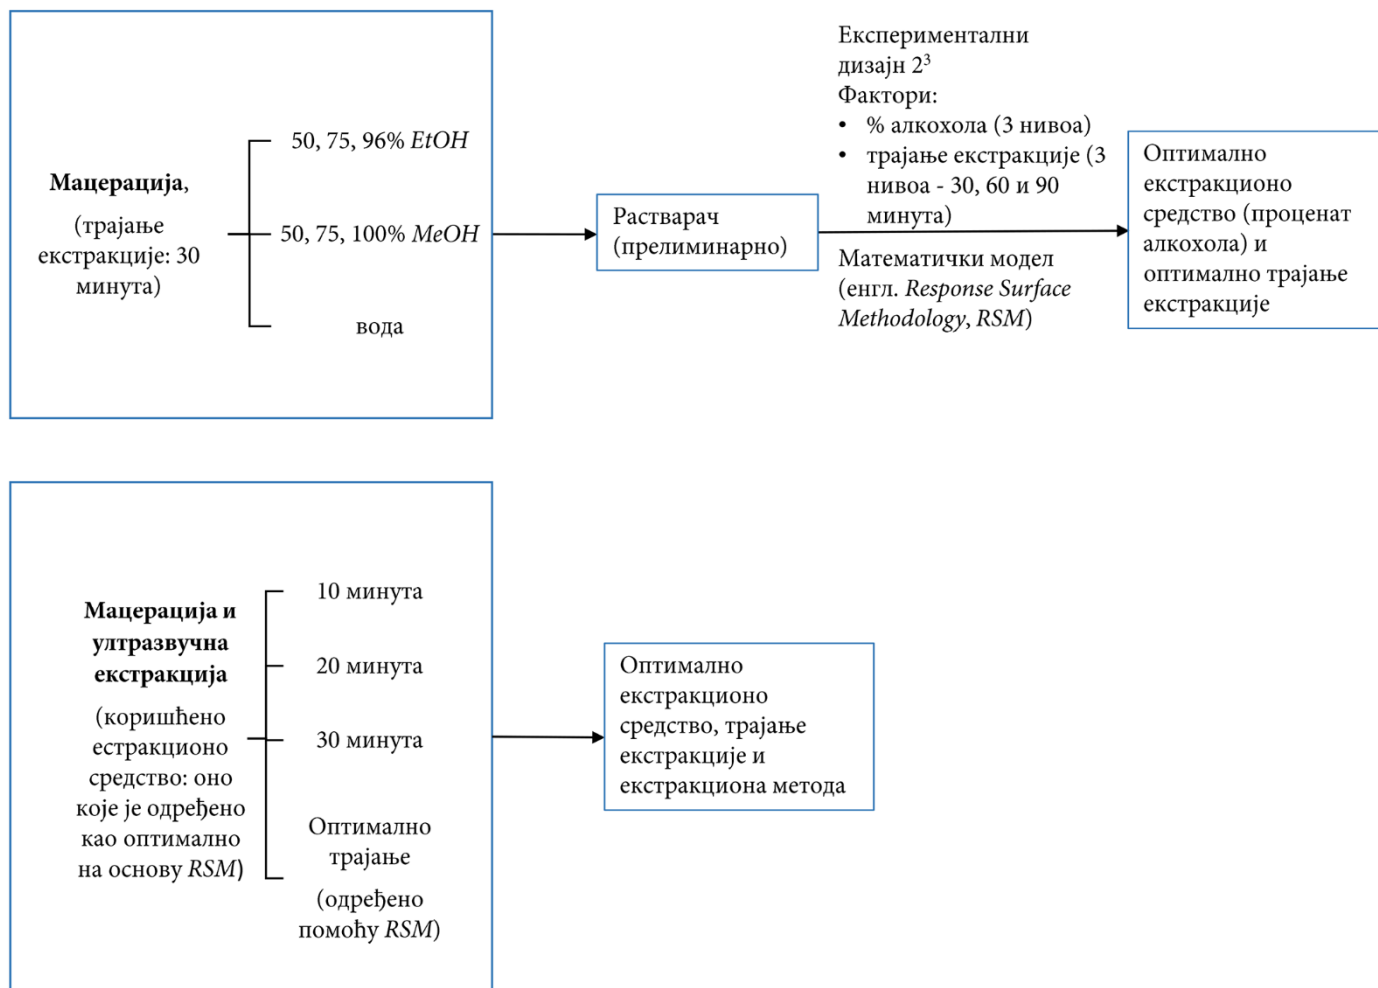 Мацерација,
(трајање
екстракције: 30
минута)
50, 75, 96% EtOH
50, 75, 100% MeOH
вода
Растварач
(прелиминарно)
Експериментални
дизајн 2³
Фактори:
• % алкохола (3 нивоа)
• трајање екстракције (3
нивоа - 30, 60 и 90
минута)
Математички модел
(енгл. Response Surface
Methodology, RSM)
Оптимално
екстракционо
средство (проценат
алкохола) и
оптимално трајање
екстракције
Мацерација и
ултразвучна
екстракција
(коришћено
естракционо
средство: оно
које је одређено
као оптимално
на основу RSM)
10 минута
20 минута
30 минута
Оптимално
трајање
(одређено
помоћу RSM)
Оптимално
екстракционо
средство, трајање
екстракције и
екстракциона метода